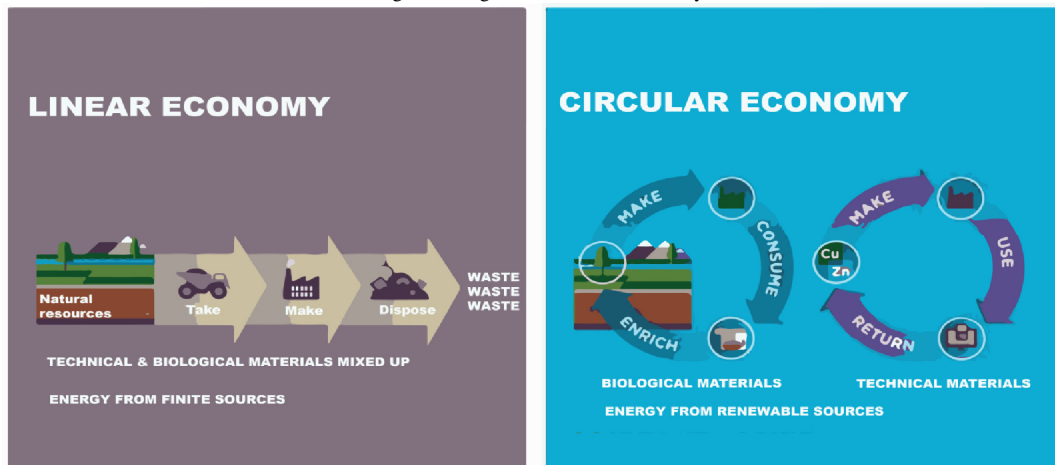 LINEAR ECONOMY
Natural
resources
Take
Make
Dispose
WASTE
WASTE
WASTE
TECHNICAL & BIOLOGICAL MATERIALS MIXED UP
ENERGY FROM FINITE SOURCES
CIRCULAR ECONOMY
MAKE
CONSUME
ENRICH
MAKE
USE
RETURN
Cu
Zn
BIOLOGICAL MATERIALS
TECHNICAL MATERIALS
ENERGY FROM RENEWABLE SOURCES